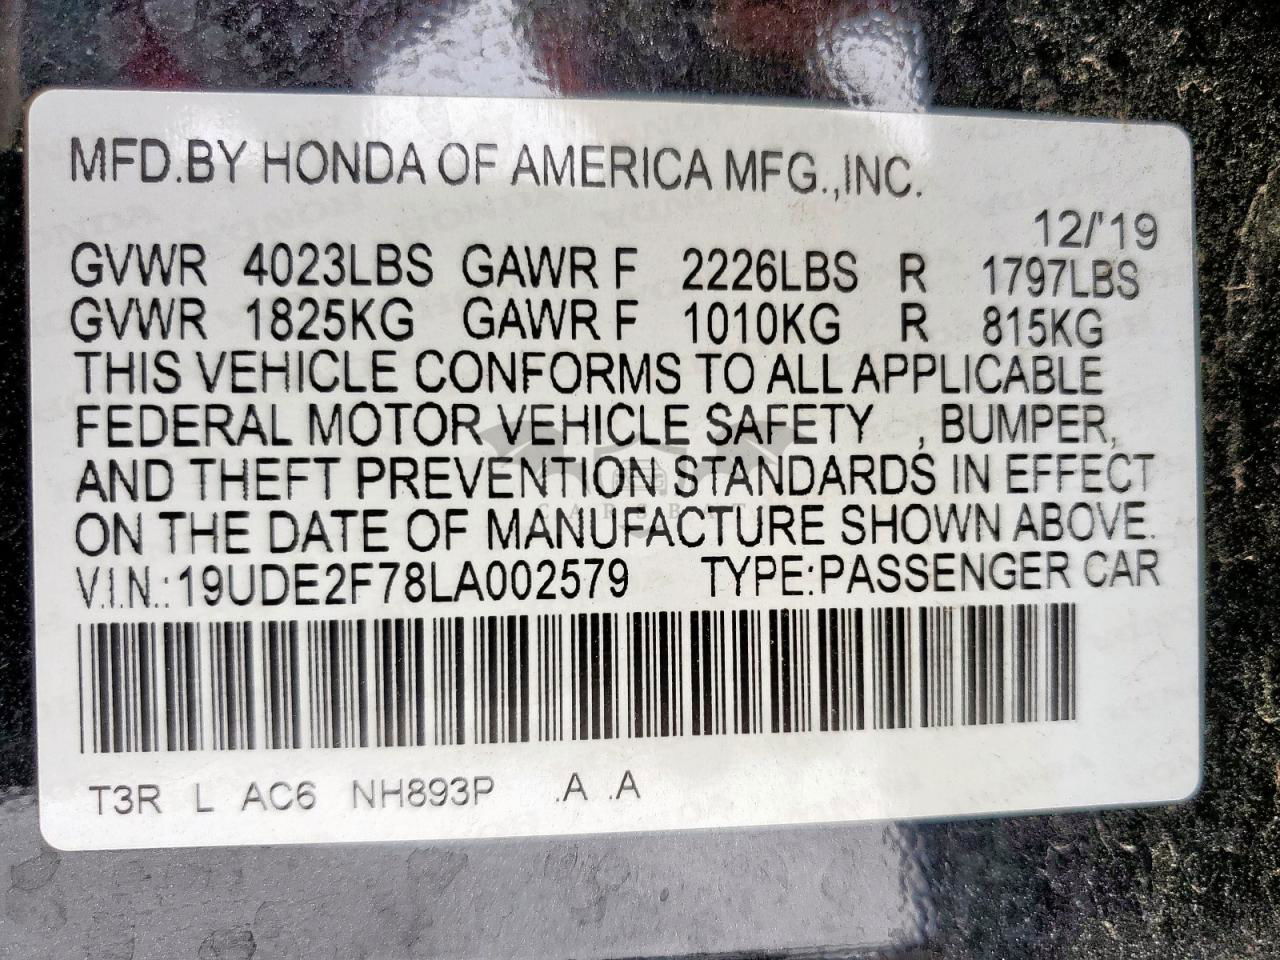 MFD.BY HONDA OF AMERICA MFG.,INC.
12/'19
GVWR 4023LBS GAWR F 2226LBS R 1797LBS
GVWR 1825KG GAWR F 1010KG R 815KG
THIS VEHICLE CONFORMS TO ALL APPLICABLE
FEDERAL MOTOR VEHICLE SAFETY , BUMPER,
AND THEFT PREVENTION STANDARDS IN EFFECT
ON THE DATE OF MANUFACTURE SHOWN ABOVE.
V.I.N.: 19UDE2F78LA002579 TYPE:PASSENGER CAR
T3R L AC6 NH893P .A .A